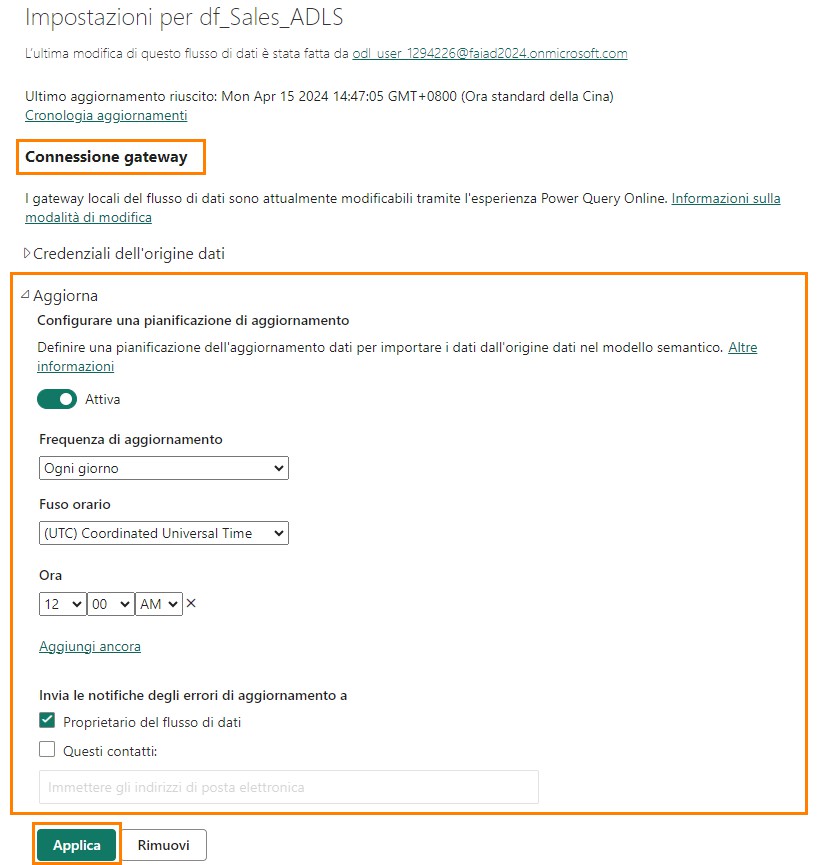 Impostazioni per df_Sales_ADLS
L'ultima modifica di questo flusso di dati è stata fatta da odl_user_1294226@faiad2024.onmicrosoft.com
Ultimo aggiornamento riuscito: Mon Apr 15 2024 14:47:05 GMT+0800 (Ora standard della Cina)
Cronologia aggiornamenti
Connessione gateway
I gateway locali del flusso di dati sono attualmente modificabili tramite l'esperienza Power Query Online. Informazioni sulla
modalità di modifica
Credenziali dell'origine dati
Aggiorna
Configurare una pianificazione di aggiornamento
Definire una pianificazione dell'aggiornamento dati per importare i dati dall'origine dati nel modello semantico. Altre
informazioni
Attiva
Frequenza di aggiornamento
Ogni giorno
Fuso orario
(UTC) Coordinated Universal Time
Ora
12 00 AM
Aggiungi ancora
Invia le notifiche degli errori di aggiornamento a
Proprietario del flusso di dati
Questi contatti:
Immettere gli indirizzi di posta elettronica
Applica Rimuovi